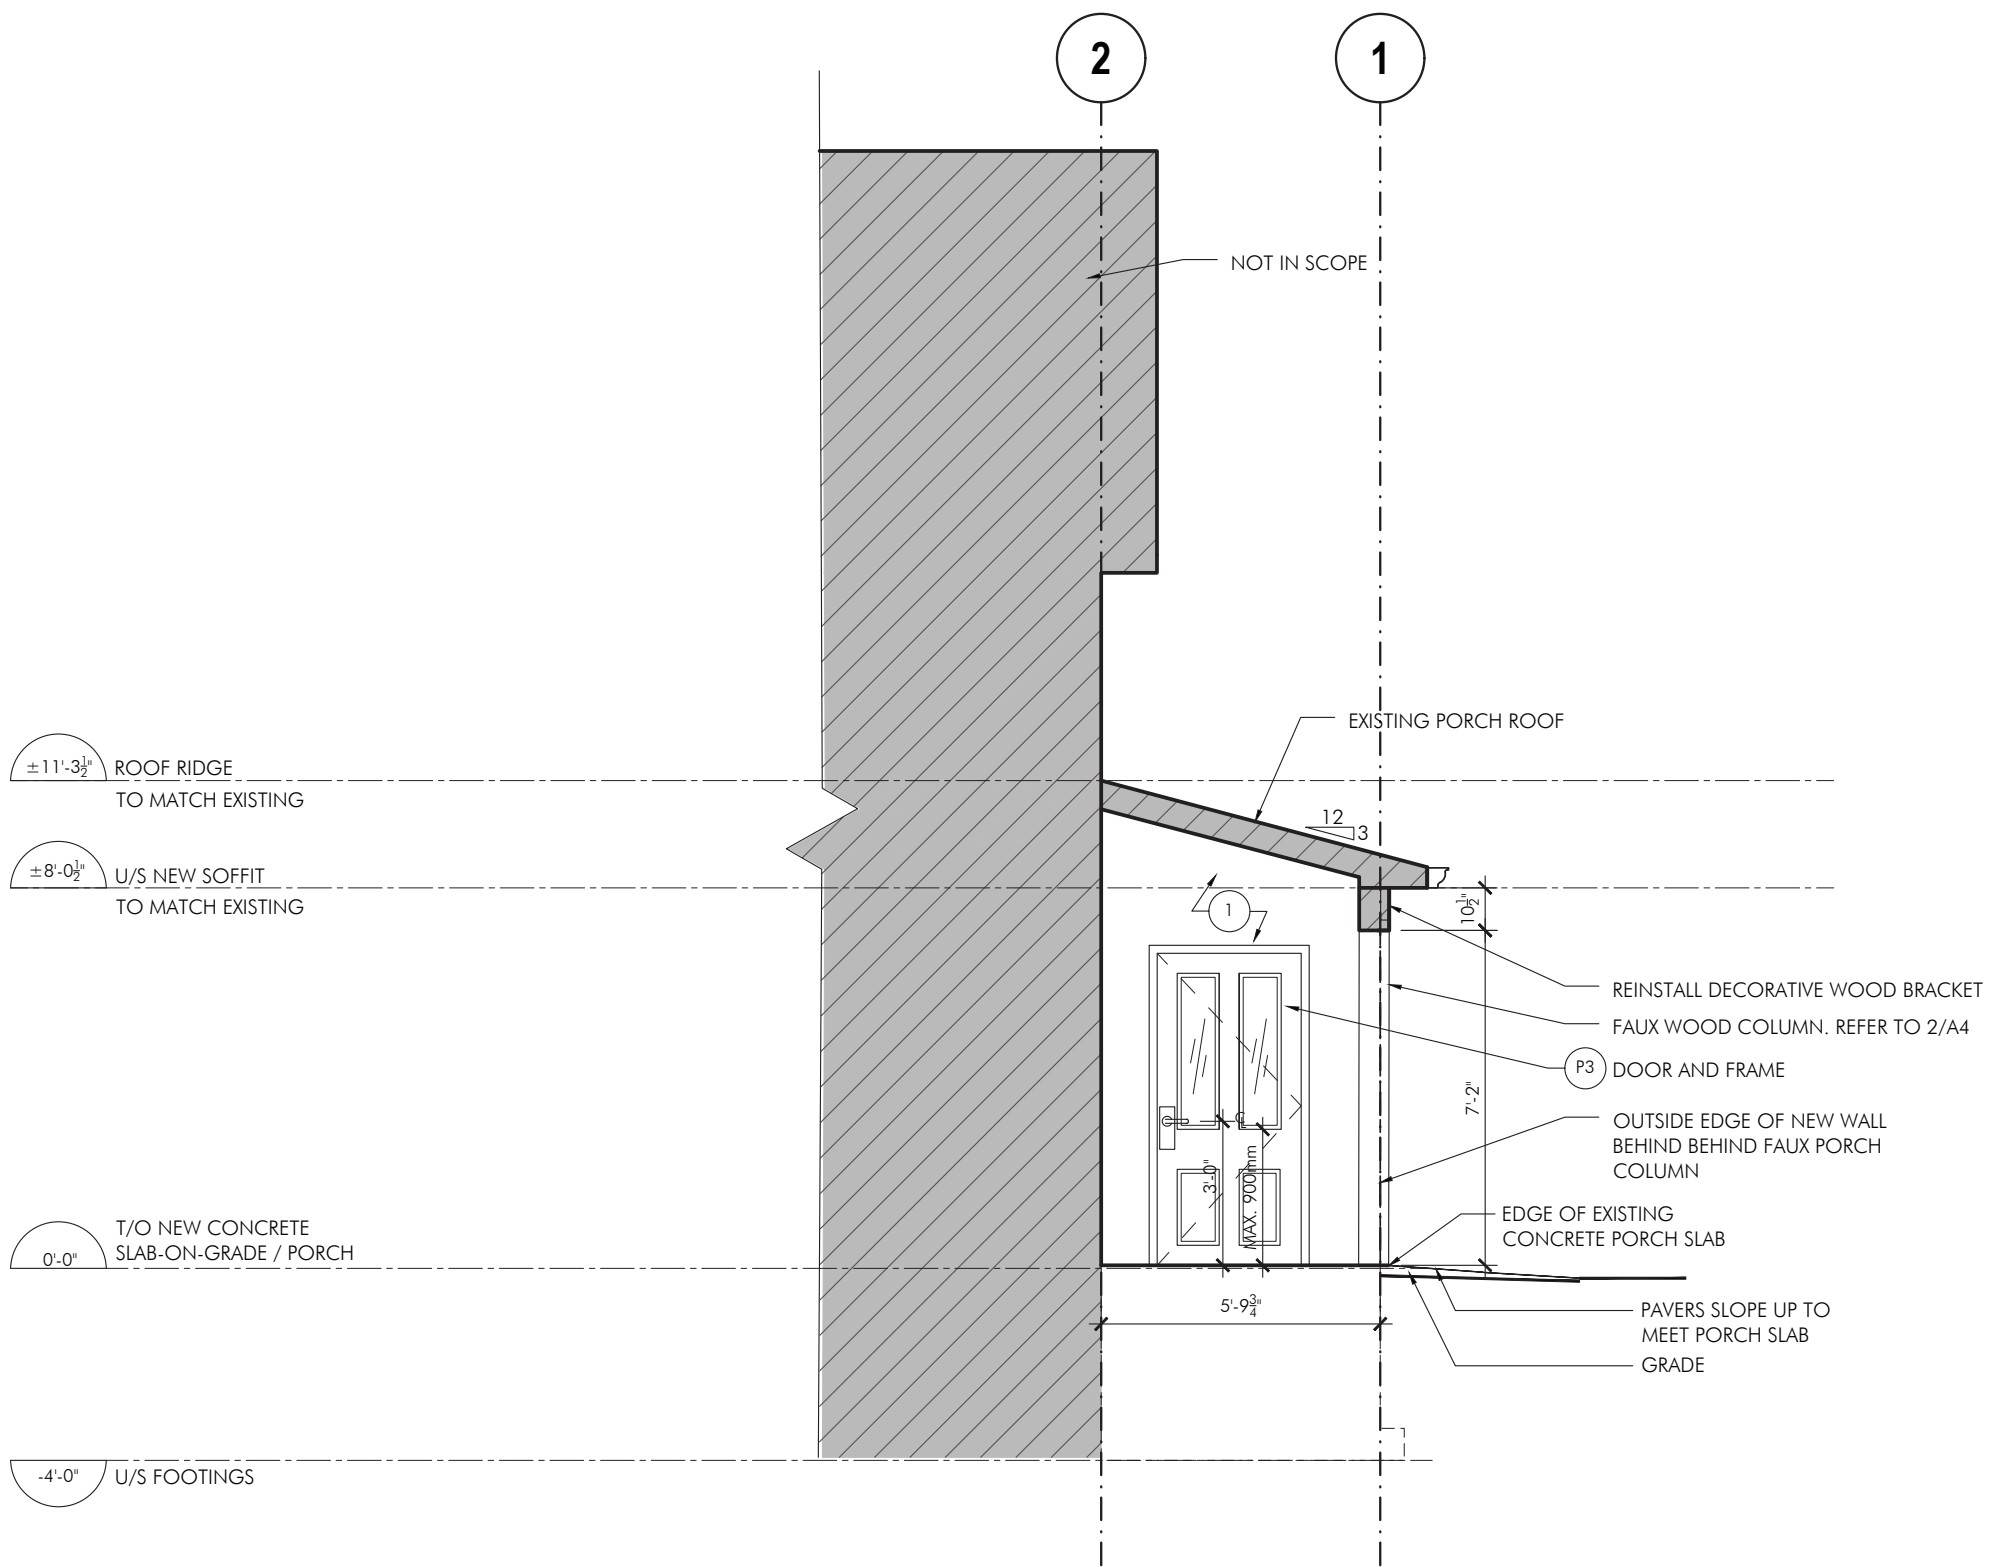 2
1
NOT IN SCOPE
EXISTING PORCH ROOF
±11'-3½"
ROOF RIDGE
TO MATCH EXISTING
12
3
±8'-0½"
U/S NEW SOFFIT
TO MATCH EXISTING
1
10½"
REINSTALL DECORATIVE WOOD BRACKET
FAUX WOOD COLUMN. REFER TO 2/A4
P3
DOOR AND FRAME
7'-2"
OUTSIDE EDGE OF NEW WALL
BEHIND BEHIND FAUX PORCH
COLUMN
℄
3'-0"
MAX. 900mm
EDGE OF EXISTING
CONCRETE PORCH SLAB
0'-0"
T/O NEW CONCRETE
SLAB-ON-GRADE / PORCH
5'-9¾"
PAVERS SLOPE UP TO
MEET PORCH SLAB
GRADE
-4'-0"
U/S FOOTINGS